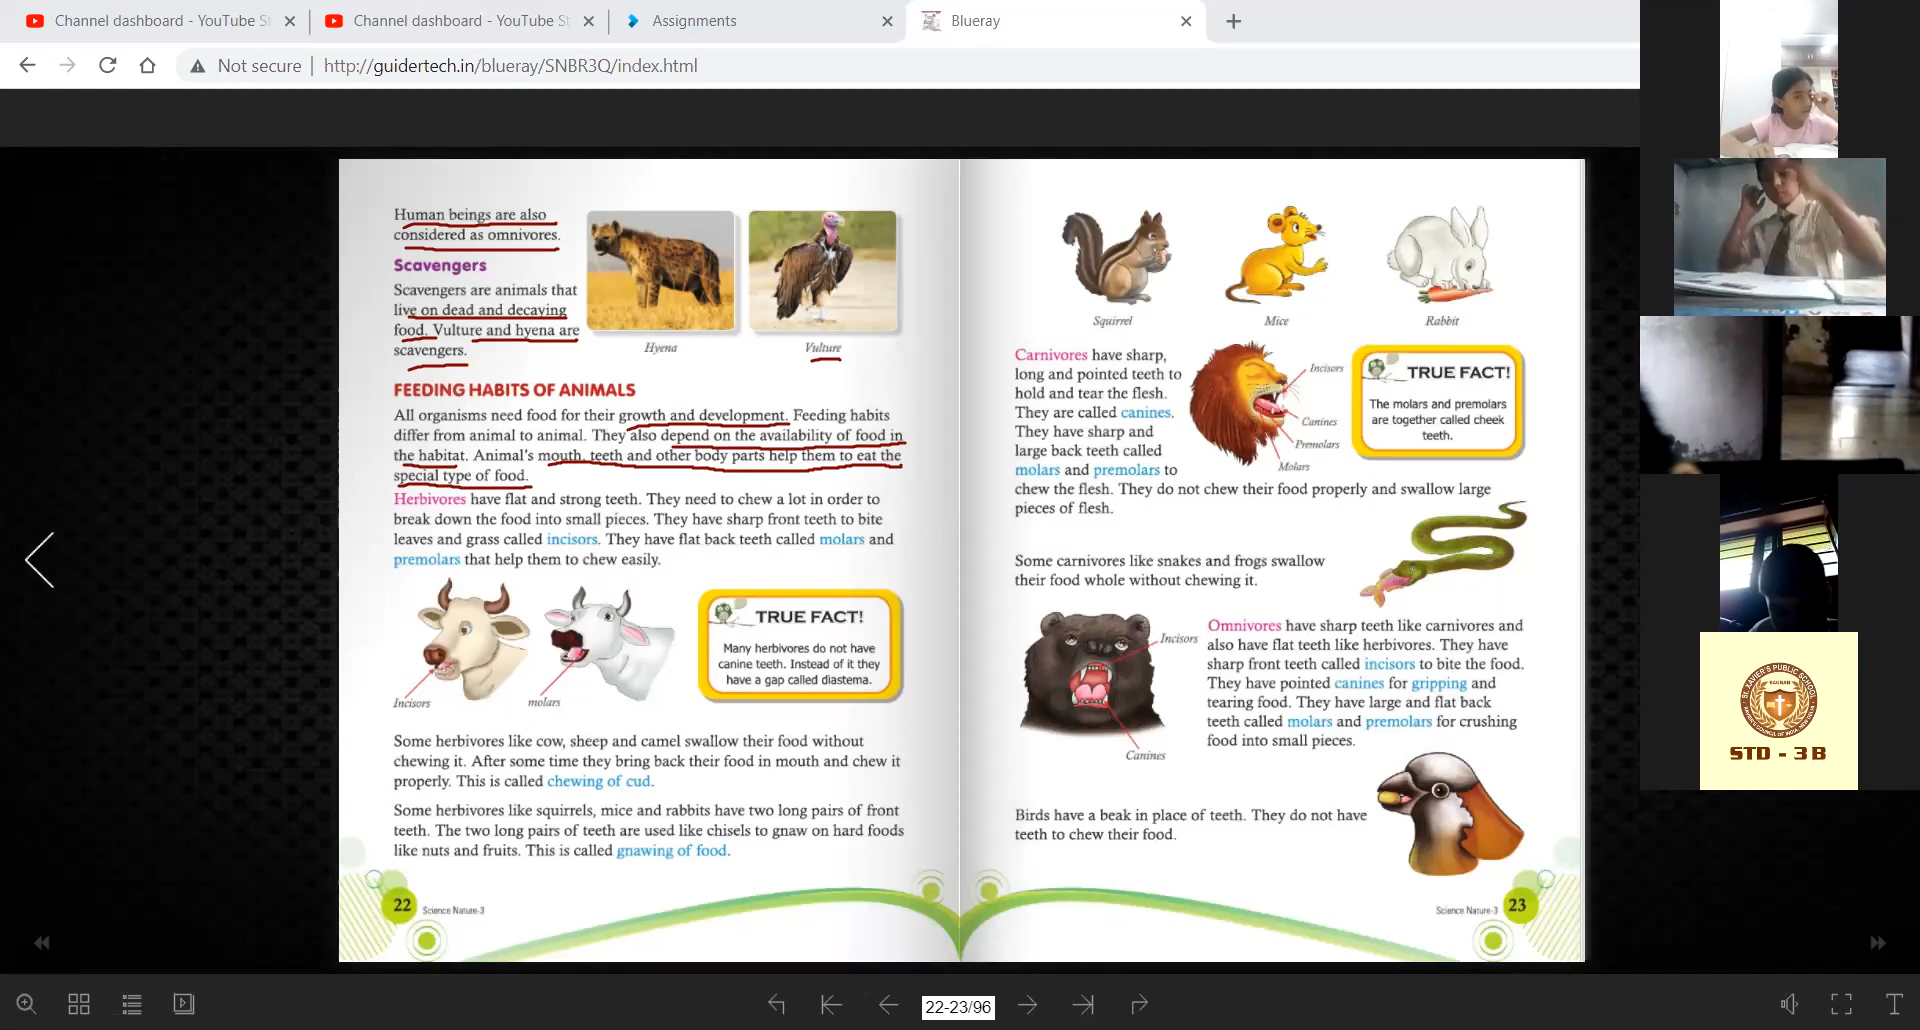 Channel dashboard - YouTube St
Channel dashboard - YouTube St
Assignments
Blueray
Not secure | http://guidertech.in/blueray/SNBR3Q/index.html
Human beings are also
considered as omnivores.
Scavengers
Scavengers are animals that
live on dead and decaying
food. Vulture and hyena are
scavengers.
Hyena
Vulture
FEEDING HABITS OF ANIMALS
All organisms need food for their growth and development. Feeding habits
differ from animal to animal. They also depend on the availability of food in
the habitat. Animal's mouth, teeth and other body parts help them to eat the
special type of food.
Herbivores have flat and strong teeth. They need to chew a lot in order to
break down the food into small pieces. They have sharp front teeth to bite
leaves and grass called incisors. They have flat back teeth called molars and
premolars that help them to chew easily.
Incisors
molars
TRUE FACT!
Many herbivores do not have
canine teeth. Instead of it they
have a gap called diastema.
Some herbivores like cow, sheep and camel swallow their food without
chewing it. After some time they bring back their food in mouth and chew it
properly. This is called chewing of cud.
Some herbivores like squirrels, mice and rabbits have two long pairs of front
teeth. The two long pairs of teeth are used like chisels to gnaw on hard foods
like nuts and fruits. This is called gnawing of food.
22
Science Nature-3
Squirrel
Mice
Rabbit
Carnivores have sharp,
long and pointed teeth to
hold and tear the flesh.
They are called canines.
They have sharp and
large back teeth called
molars and premolars to
chew the flesh. They do not chew their food properly and swallow large
pieces of flesh.
Incisors
Canines
Premolars
Molars
TRUE FACT!
The molars and premolars
are together called cheek
teeth.
Some carnivores like snakes and frogs swallow
their food whole without chewing it.
Incisors
Canines
Omnivores have sharp teeth like carnivores and
also have flat teeth like herbivores. They have
sharp front teeth called incisors to bite the food.
They have pointed canines for gripping and
tearing food. They have large and flat back
teeth called molars and premolars for crushing
food into small pieces.
Birds have a beak in place of teeth. They do not have
teeth to chew their food.
Science Nature-3
23
22-23/96
T
ST. XAVIER'S PUBLIC SCHOOL
BAGNAN
STD - 3 B